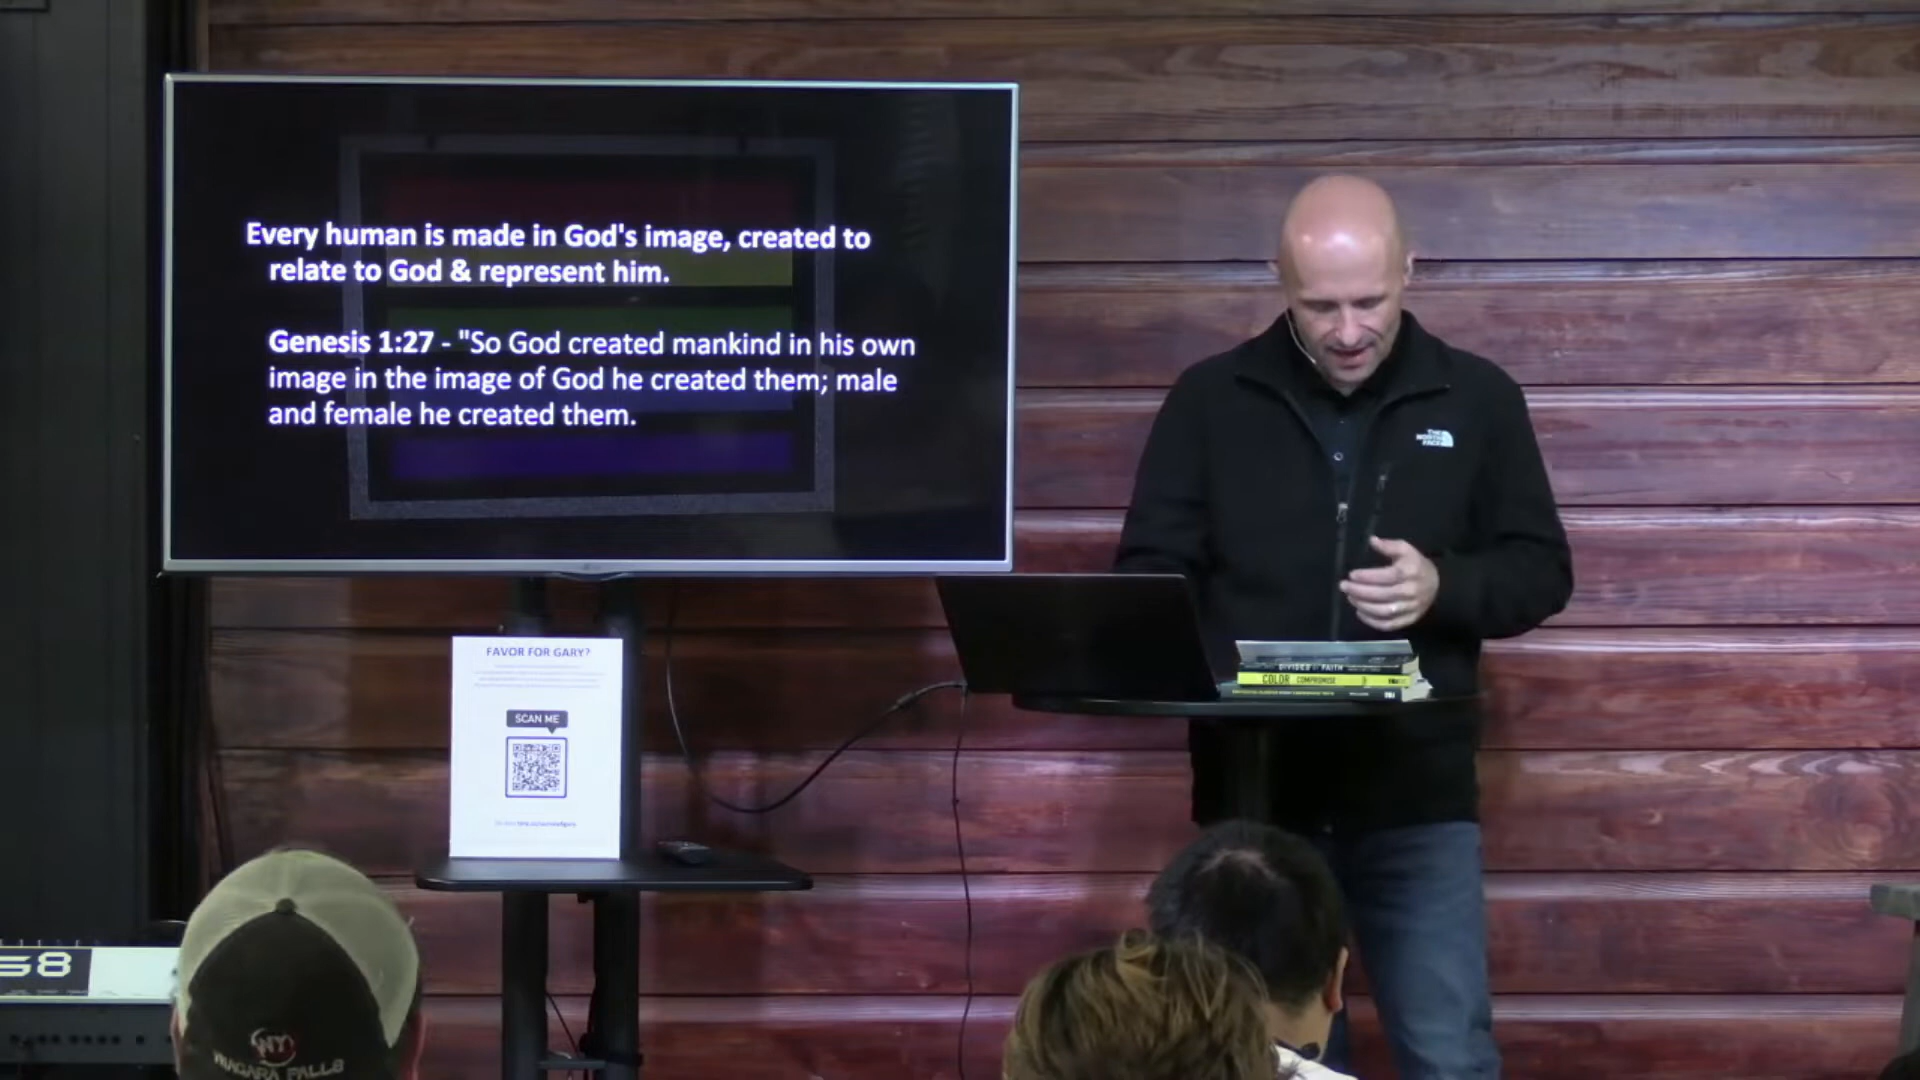 Every human is made in God's image, created to
relate to God & represent him.
Genesis 1:27 - "So God created mankind in his own
image in the image of God he created them; male
and female he created them.
THE
NORTH
FACE
FAVOR FOR GARY?
SCAN ME
DIVIDED BY FAITH
COLOR COMPROMISE
S8
NY
NIAGARA FALLS